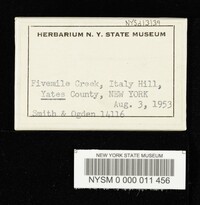 NYSM13139
HERBARIUM N. Y. STATE MUSEUM
Fivemile Creek, Italy Hill,
Yates County, NEW YORK
Aug. 3, 1953
Smith & Ogden 14116
NEW YORK STATE MUSEUM
NYSM 0 000 011 456